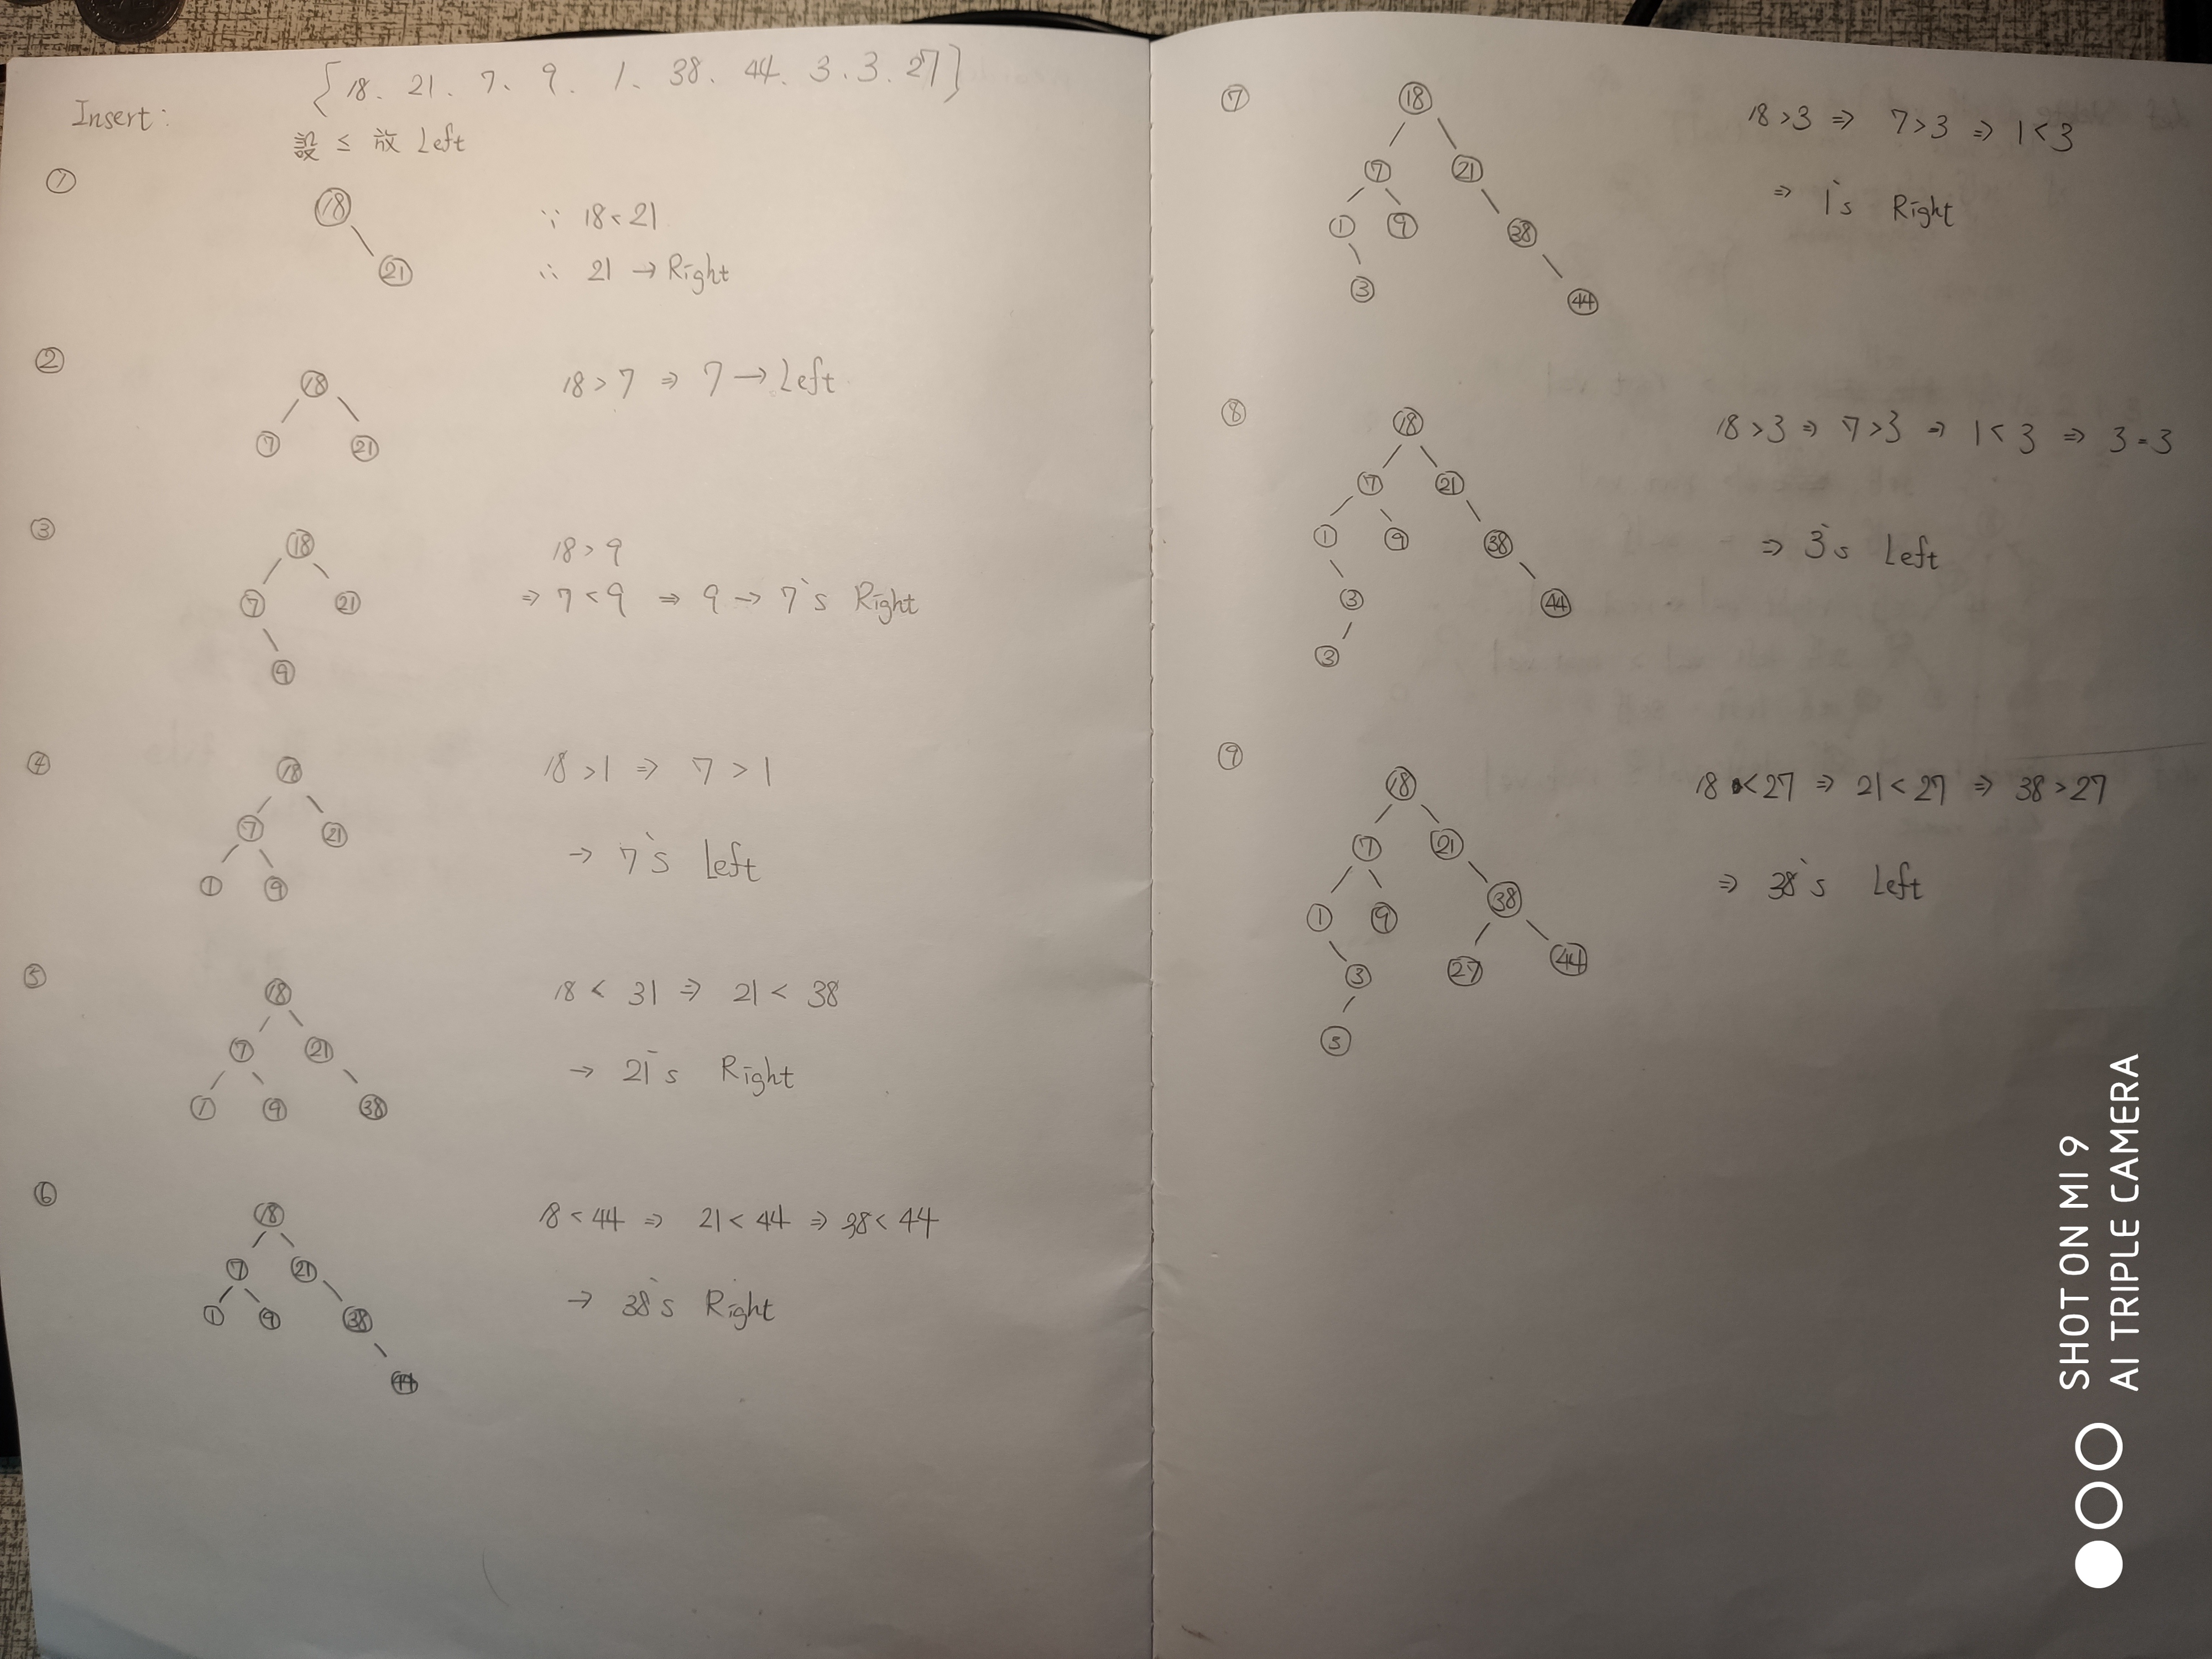 {18、21、7、9、1、38、44、3、3、27}
Insert: 設 ≤ 放 Left
① 18 21
∵ 18<21
∴ 21 →Right
② 18 7 21
18>7 ⇒ 7→Left
③ 18 7 21 9
18>9
⇒ 7<9 ⇒ 9→7's Right
④ 18 7 21 1 9
18>1 ⇒ 7>1
→ 7's Left
⑤ 18 7 21 1 9 38
18 < 31 ⇒ 21 < 38
→ 21's Right
⑥ 18 7 21 1 9 38 44
18<44 ⇒ 21<44 ⇒ 38<44
→ 38's Right
⑦ 18 7 21 1 9 38 3 44
18>3 ⇒ 7>3 ⇒ 1<3
⇒ 1's Right
⑧ 18 7 21 1 9 38 3 44 3
18>3 ⇒ 7>3 ⇒ 1<3 ⇒ 3=3
⇒ 3's Left
⑨ 18 7 21 1 9 38 3 27 44
18<27 ⇒ 21<27 ⇒ 38>27
⇒ 38's Left
SHOT ON MI 9
AI TRIPLE CAMERA